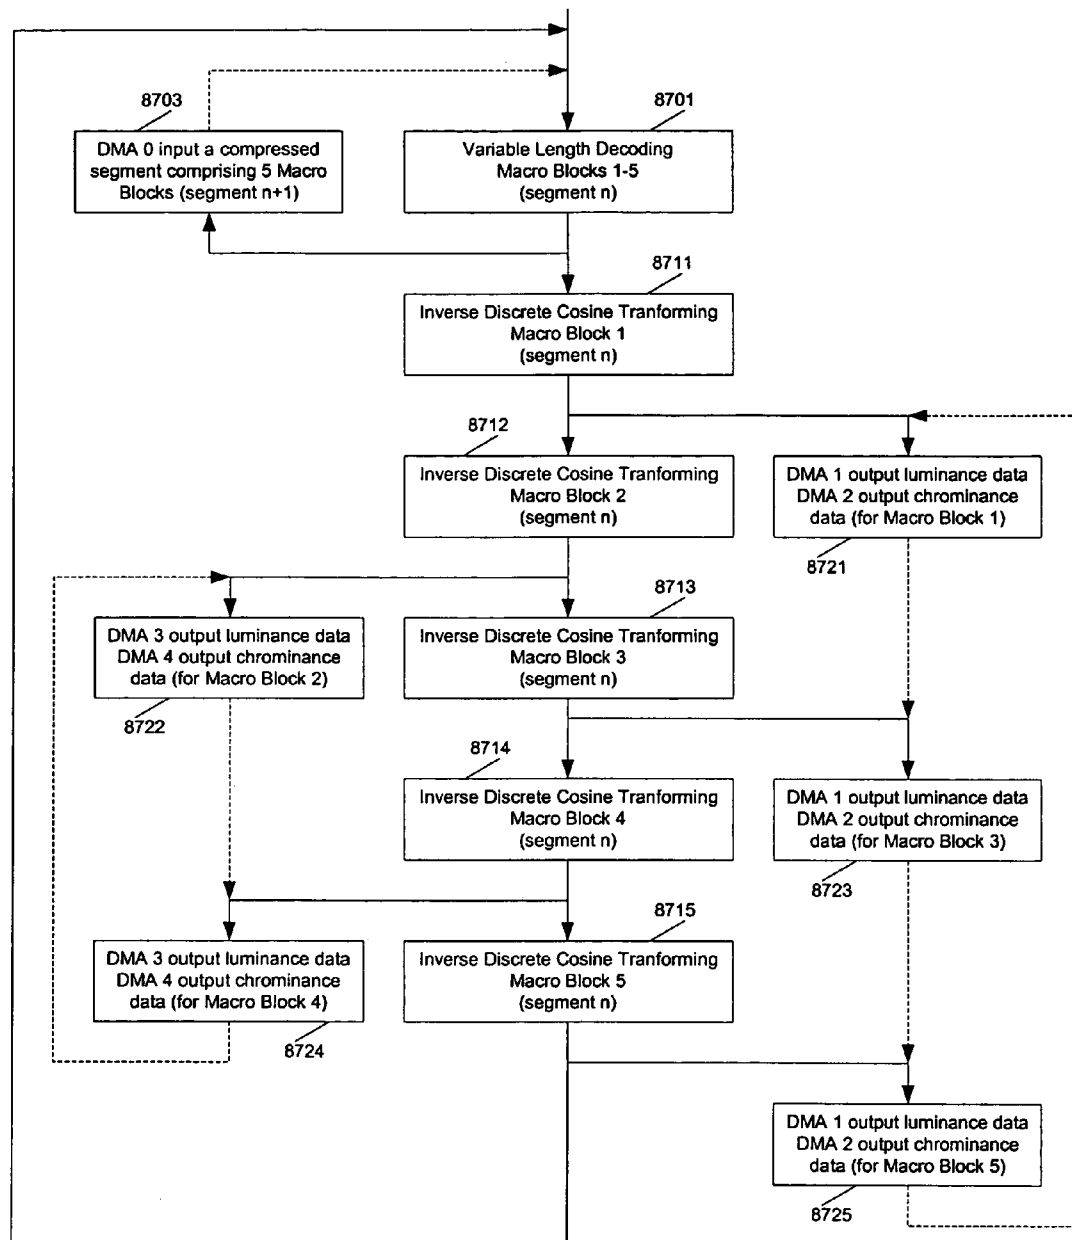 8703
8701
DMA 0 input a compressed
segment comprising 5 Macro
Blocks (segment n+1)
Variable Length Decoding
Macro Blocks 1-5
(segment n)
8711
Inverse Discrete Cosine Tranforming
Macro Block 1
(segment n)
8712
Inverse Discrete Cosine Tranforming
Macro Block 2
(segment n)
DMA 1 output luminance data
DMA 2 output chrominance
data (for Macro Block 1)
8721
8713
DMA 3 output luminance data
DMA 4 output chrominance
data (for Macro Block 2)
8722
Inverse Discrete Cosine Tranforming
Macro Block 3
(segment n)
8714
Inverse Discrete Cosine Tranforming
Macro Block 4
(segment n)
DMA 1 output luminance data
DMA 2 output chrominance
data (for Macro Block 3)
8723
8715
DMA 3 output luminance data
DMA 4 output chrominance
data (for Macro Block 4)
8724
Inverse Discrete Cosine Tranforming
Macro Block 5
(segment n)
DMA 1 output luminance data
DMA 2 output chrominance
data (for Macro Block 5)
8725